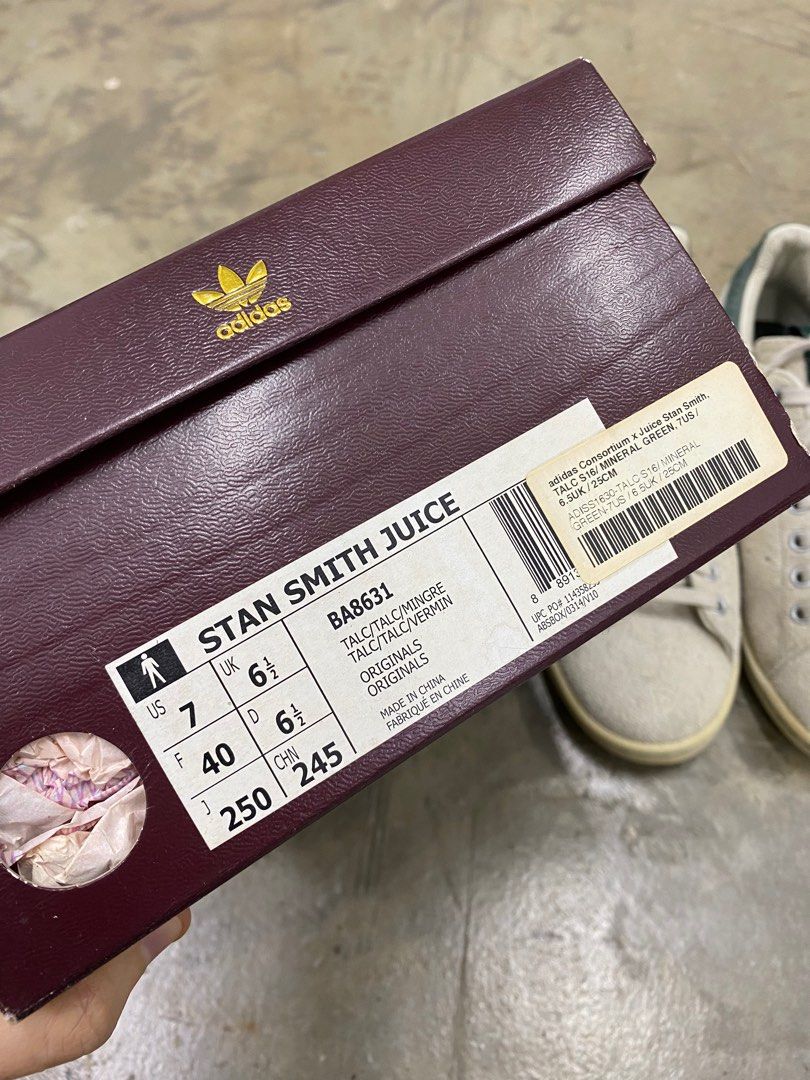 adidas
adidas Consortium x Juice Stan Smith.
TALC S16/ MINERAL GREEN. 7US /
6.5UK / 25CM
ADISS1630-TALC S16/ MINERAL
GREEN-7US / 6.5UK / 25CM
STAN SMITH JUICE
US 7
UK 6½
F 40
D 6½
J 250
CHN 245
BA8631
TALC/TALC/MINGRE
TALC/TALC/VERMIN
ORIGINALS
ORIGINALS
MADE IN CHINA
FABRIQUÉ EN CHINE
8
UPC PO#
ABSBOX/0314/V10